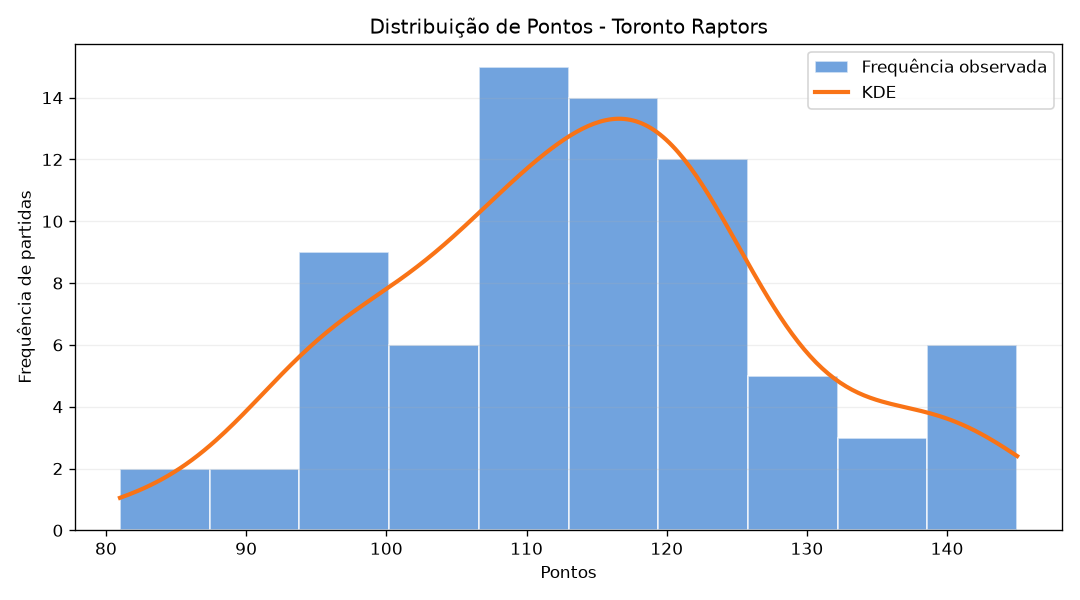 Distribuição de Pontos - Toronto Raptors
Frequência observada
KDE
Frequência de partidas
14
12
10
8
6
4
2
0
80 90 100 110 120 130 140
Pontos